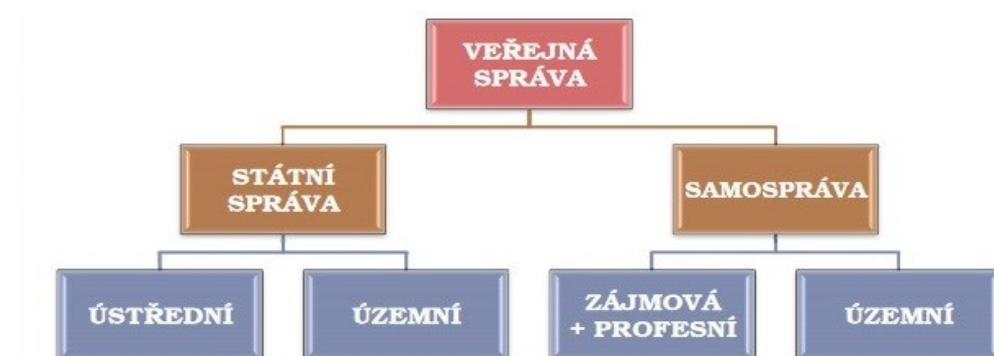 VEŘEJNÁ
SPRÁVA
STÁTNÍ
SPRÁVA
SAMOSPRÁVA
ÚSTŘEDNÍ
ÚZEMNÍ
ZÁJMOVÁ
+ PROFESNÍ
ÚZEMNÍ